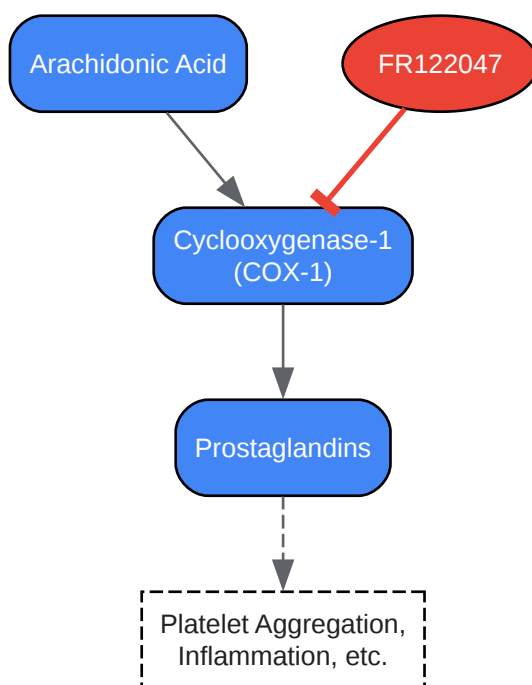 Arachidonic Acid
FR122047
Cyclooxygenase-1
(COX-1)
Prostaglandins
Platelet Aggregation,
Inflammation, etc.